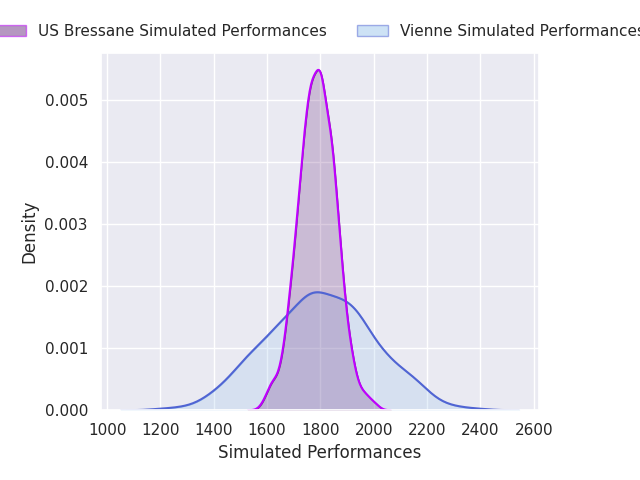 US Bressane Simulated Performances
Vienne Simulated Performances
0.005
0.004
0.003
0.002
0.001
0.000
Density
1000 1200 1400 1600 1800 2000 2200 2400 2600
Simulated Performances